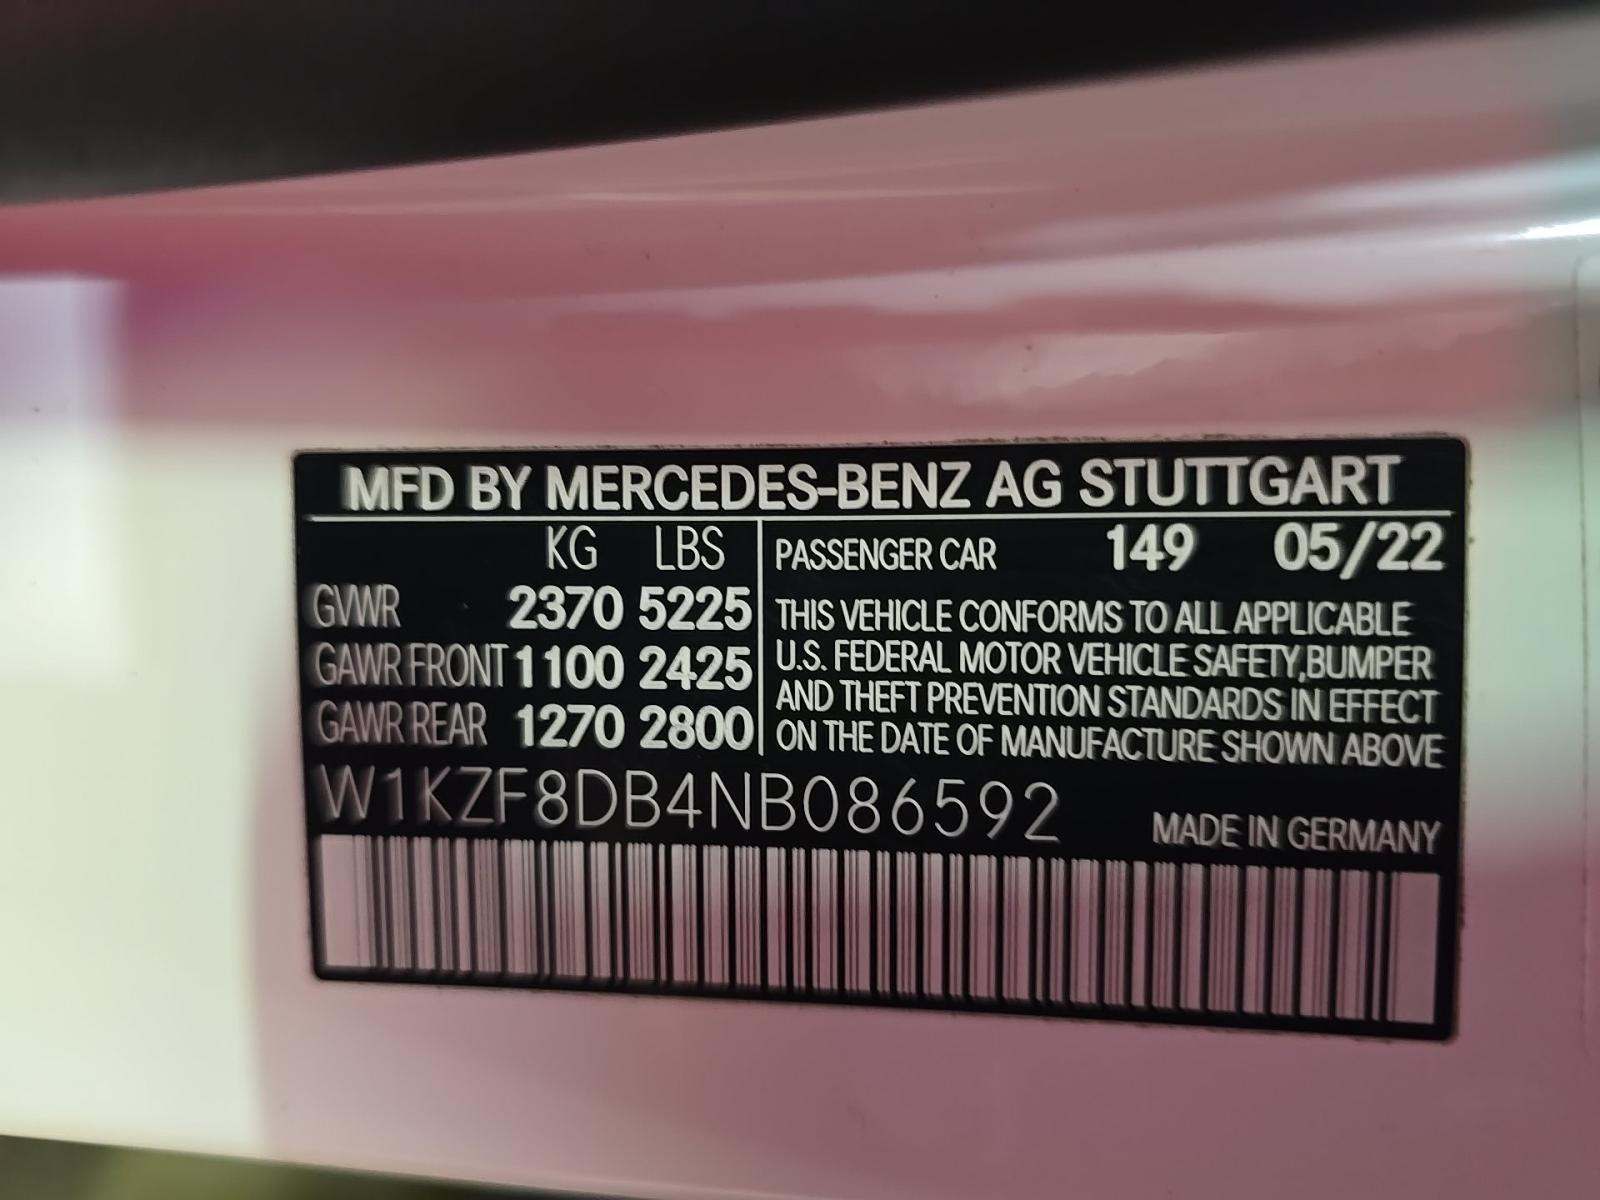 MFD BY MERCEDES-BENZ AG STUTTGART
KG LBS
GVWR 2370 5225
GAWR FRONT 1100 2425
GAWR REAR 1270 2800
PASSENGER CAR 149 05/22
THIS VEHICLE CONFORMS TO ALL APPLICABLE
U.S. FEDERAL MOTOR VEHICLE SAFETY,BUMPER
AND THEFT PREVENTION STANDARDS IN EFFECT
ON THE DATE OF MANUFACTURE SHOWN ABOVE
W1KZF8DB4NB086592
MADE IN GERMANY